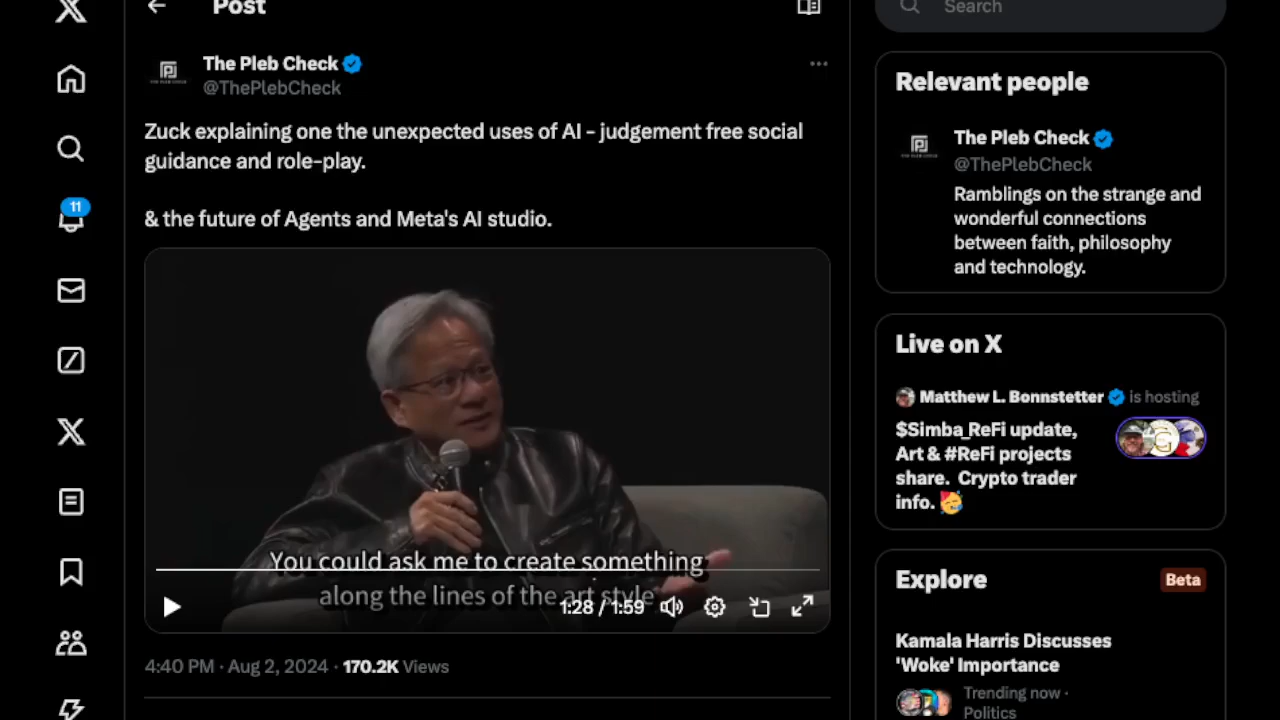 Post
The Pleb Check
@ThePlebCheck
Zuck explaining one the unexpected uses of AI - judgement free social
guidance and role-play.
& the future of Agents and Meta's AI studio.
You could ask me to create something
along the lines of the art style
1:28 / 1:59
4:40 PM · Aug 2, 2024 · 170.2K Views
11
Search
Relevant people
The Pleb Check
@ThePlebCheck
Ramblings on the strange and
wonderful connections
between faith, philosophy
and technology.
Live on X
Matthew L. Bonnstetter is hosting
$Simba_ReFi update,
Art & #ReFi projects
share. Crypto trader
info. 🥳
Explore
Beta
Kamala Harris Discusses
'Woke' Importance
Trending now ·
Politics